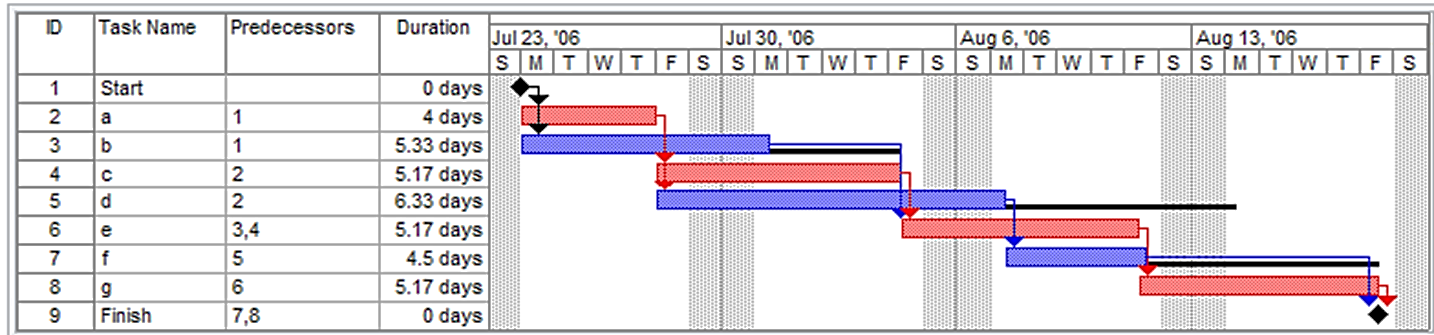 ID Task Name Predecessors Duration
Jul 23, '06 Jul 30, '06 Aug 6, '06 Aug 13, '06
S M T W T F S S M T W T F S S M T W T F S S M T W T F S
1 Start 0 days
2 a 1 4 days
3 b 1 5.33 days
4 c 2 5.17 days
5 d 2 6.33 days
6 e 3,4 5.17 days
7 f 5 4.5 days
8 g 6 5.17 days
9 Finish 7,8 0 days